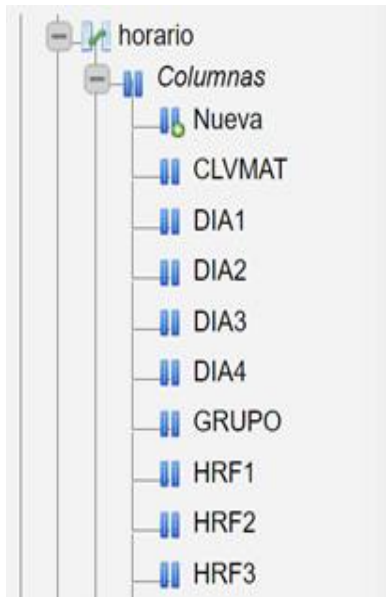 horario
Columnas
Nueva
CLVMAT
DIA1
DIA2
DIA3
DIA4
GRUPO
HRF1
HRF2
HRF3